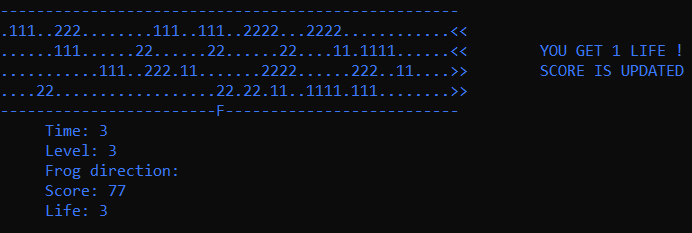 ---------------------------------------------------
.111..222........111..111..2222...2222............<<
......111......22......22......22....11.1111......<< YOU GET 1 LIFE !
...........111..222.11.......2222......222..11....>> SCORE IS UPDATED
....22..................22.22.11..1111.111........>>
------------------------F--------------------------
Time: 3
Level: 3
Frog direction:
Score: 77
Life: 3